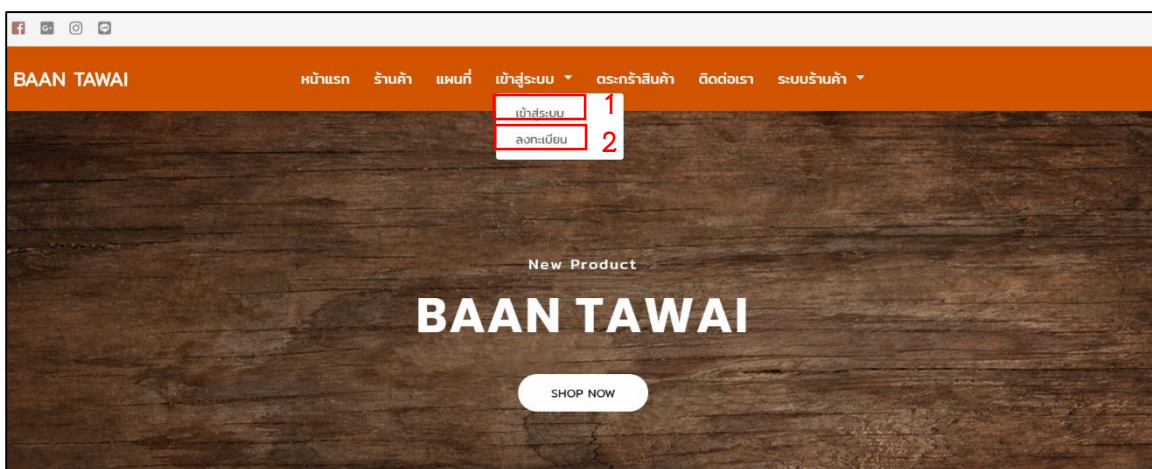 BAAN TAWAI หน้าแรก ร้านค้า แผนที่ เข้าสู่ระบบ ตระกร้าสินค้า ติดต่อเรา ระบบร้านค้า
เข้าสู่ระบบ 1
ลงทะเบียน 2
New Product
BAAN TAWAI
SHOP NOW